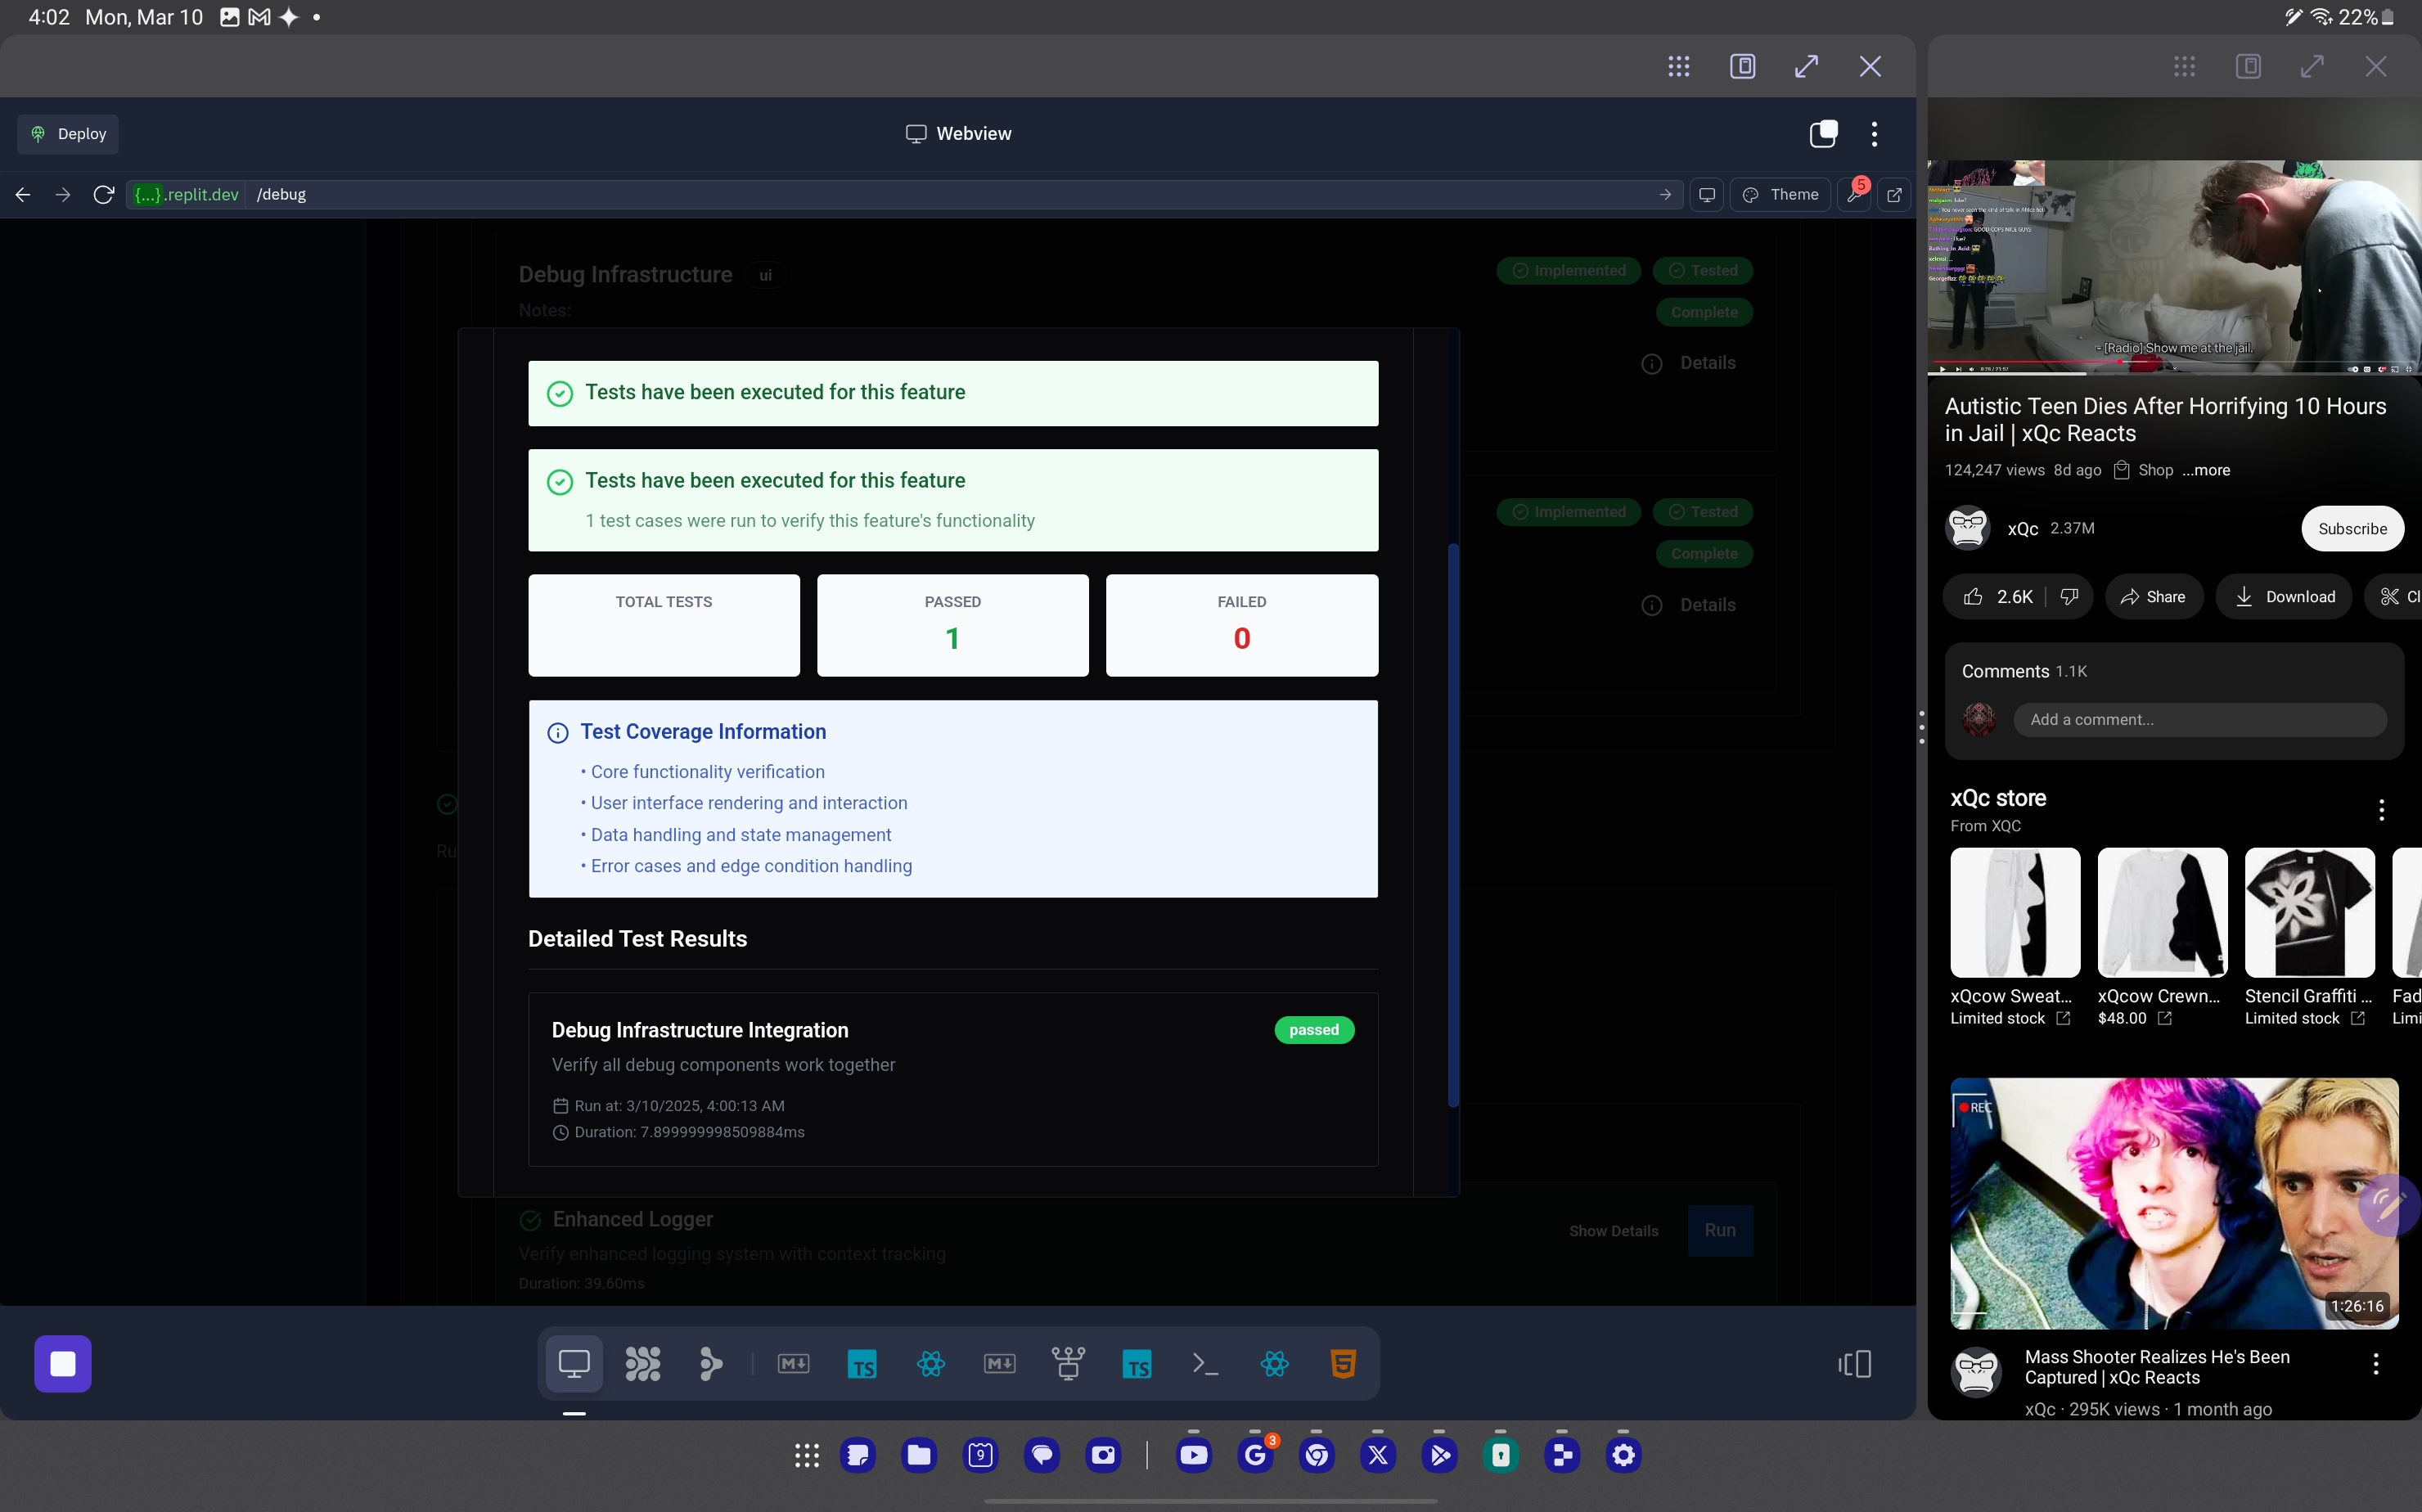 4:02 Mon, Mar 10
22%
Deploy
Webview
{...}.replit.dev /debug
Theme
5
Debug Infrastructure ui
Implemented Tested
Notes:
Complete
Details
Tests have been executed for this feature
Tests have been executed for this feature
1 test cases were run to verify this feature's functionality
Implemented Tested
Complete
Details
TOTAL TESTS
PASSED
1
FAILED
0
Test Coverage Information
• Core functionality verification
• User interface rendering and interaction
• Data handling and state management
• Error cases and edge condition handling
Ru
Detailed Test Results
Debug Infrastructure Integration
passed
Verify all debug components work together
Run at: 3/10/2025, 4:00:13 AM
Duration: 7.899999998509884ms
Enhanced Logger
Show Details
Run
Verify enhanced logging system with context tracking
Duration: 39.60ms
TS
TS
5
9
3
- [Radio] Show me at the jail.
Autistic Teen Dies After Horrifying 10 Hours
in Jail | xQc Reacts
124,247 views 8d ago Shop ...more
xQc 2.37M
Subscribe
2.6K
Share
Download
Cl
Comments 1.1K
Add a comment...
xQc store
From XQC
xQcow Sweat...
Limited stock
xQcow Crewn...
$48.00
Stencil Graffiti ...
Limited stock
Fad
Limi
REC
1:26:16
Mass Shooter Realizes He's Been
Captured | xQc Reacts
xQc · 295K views · 1 month ago